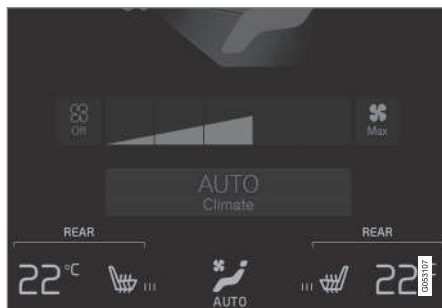 Off
Max
AUTO
Climate
REAR REAR
22°C 22°C
AUTO
G053107